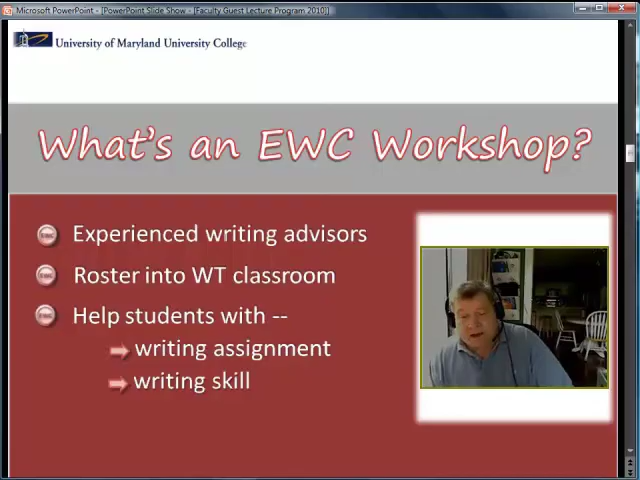 Microsoft PowerPoint - [PowerPoint Slide Show - [Faculty Guest Lecture Program 2010]]
University of Maryland University College
What's an EWC Workshop?
Experienced writing advisors
Roster into WT classroom
Help students with --
writing assignment
writing skill